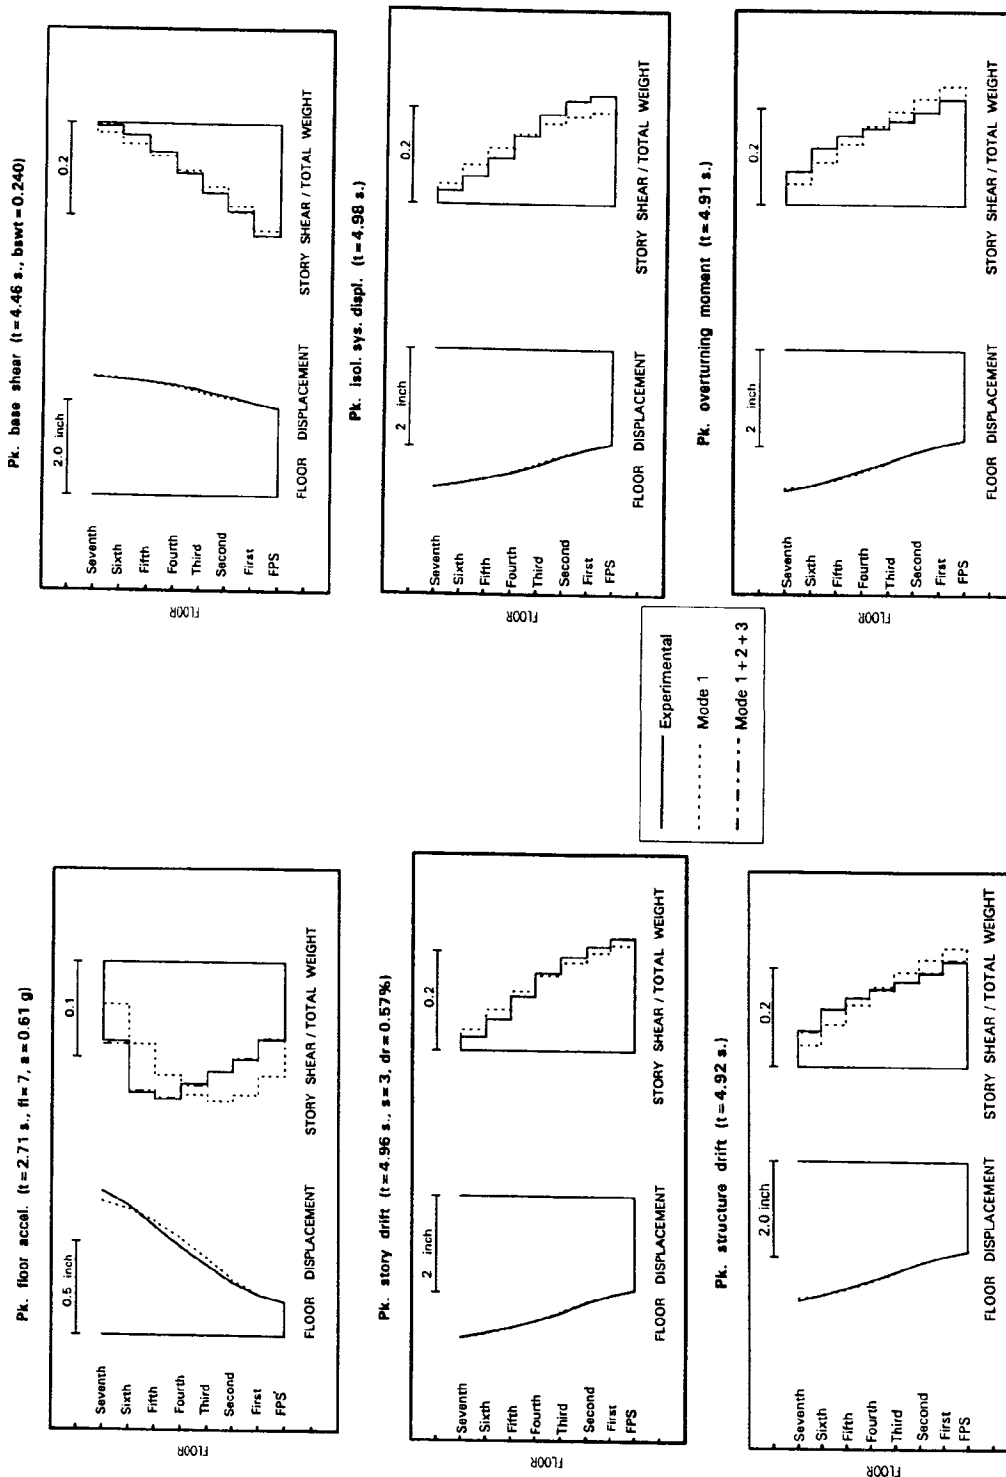 Pk. floor accel. (t=2.71 s., fl=7, a=0.61 g)
FLOOR
Seventh
Sixth
Fifth
Fourth
Third
Second
First
FPS
0.5 inch
0.1
FLOOR DISPLACEMENT
STORY SHEAR / TOTAL WEIGHT
Pk. base shear (t=4.46 s., bswt=0.240)
FLOOR
Seventh
Sixth
Fifth
Fourth
Third
Second
First
FPS
2.0 inch
0.2
FLOOR DISPLACEMENT
STORY SHEAR / TOTAL WEIGHT
Pk. story drift (t=4.96 s., s=3, dr=0.57%)
FLOOR
Seventh
Sixth
Fifth
Fourth
Third
Second
First
FPS
2 inch
0.2
FLOOR DISPLACEMENT
STORY SHEAR / TOTAL WEIGHT
Pk. isol. sys. displ. (t=4.98 s.)
FLOOR
Seventh
Sixth
Fifth
Fourth
Third
Second
First
FPS
2 inch
0.2
FLOOR DISPLACEMENT
STORY SHEAR / TOTAL WEIGHT
Experimental
Mode 1
Mode 1+2+3
Pk. structure drift (t=4.92 s.)
FLOOR
Seventh
Sixth
Fifth
Fourth
Third
Second
First
FPS
2.0 inch
0.2
FLOOR DISPLACEMENT
STORY SHEAR / TOTAL WEIGHT
Pk. overturning moment (t=4.91 s.)
FLOOR
Seventh
Sixth
Fifth
Fourth
Third
Second
First
FPS
2 inch
0.2
FLOOR DISPLACEMENT
STORY SHEAR / TOTAL WEIGHT